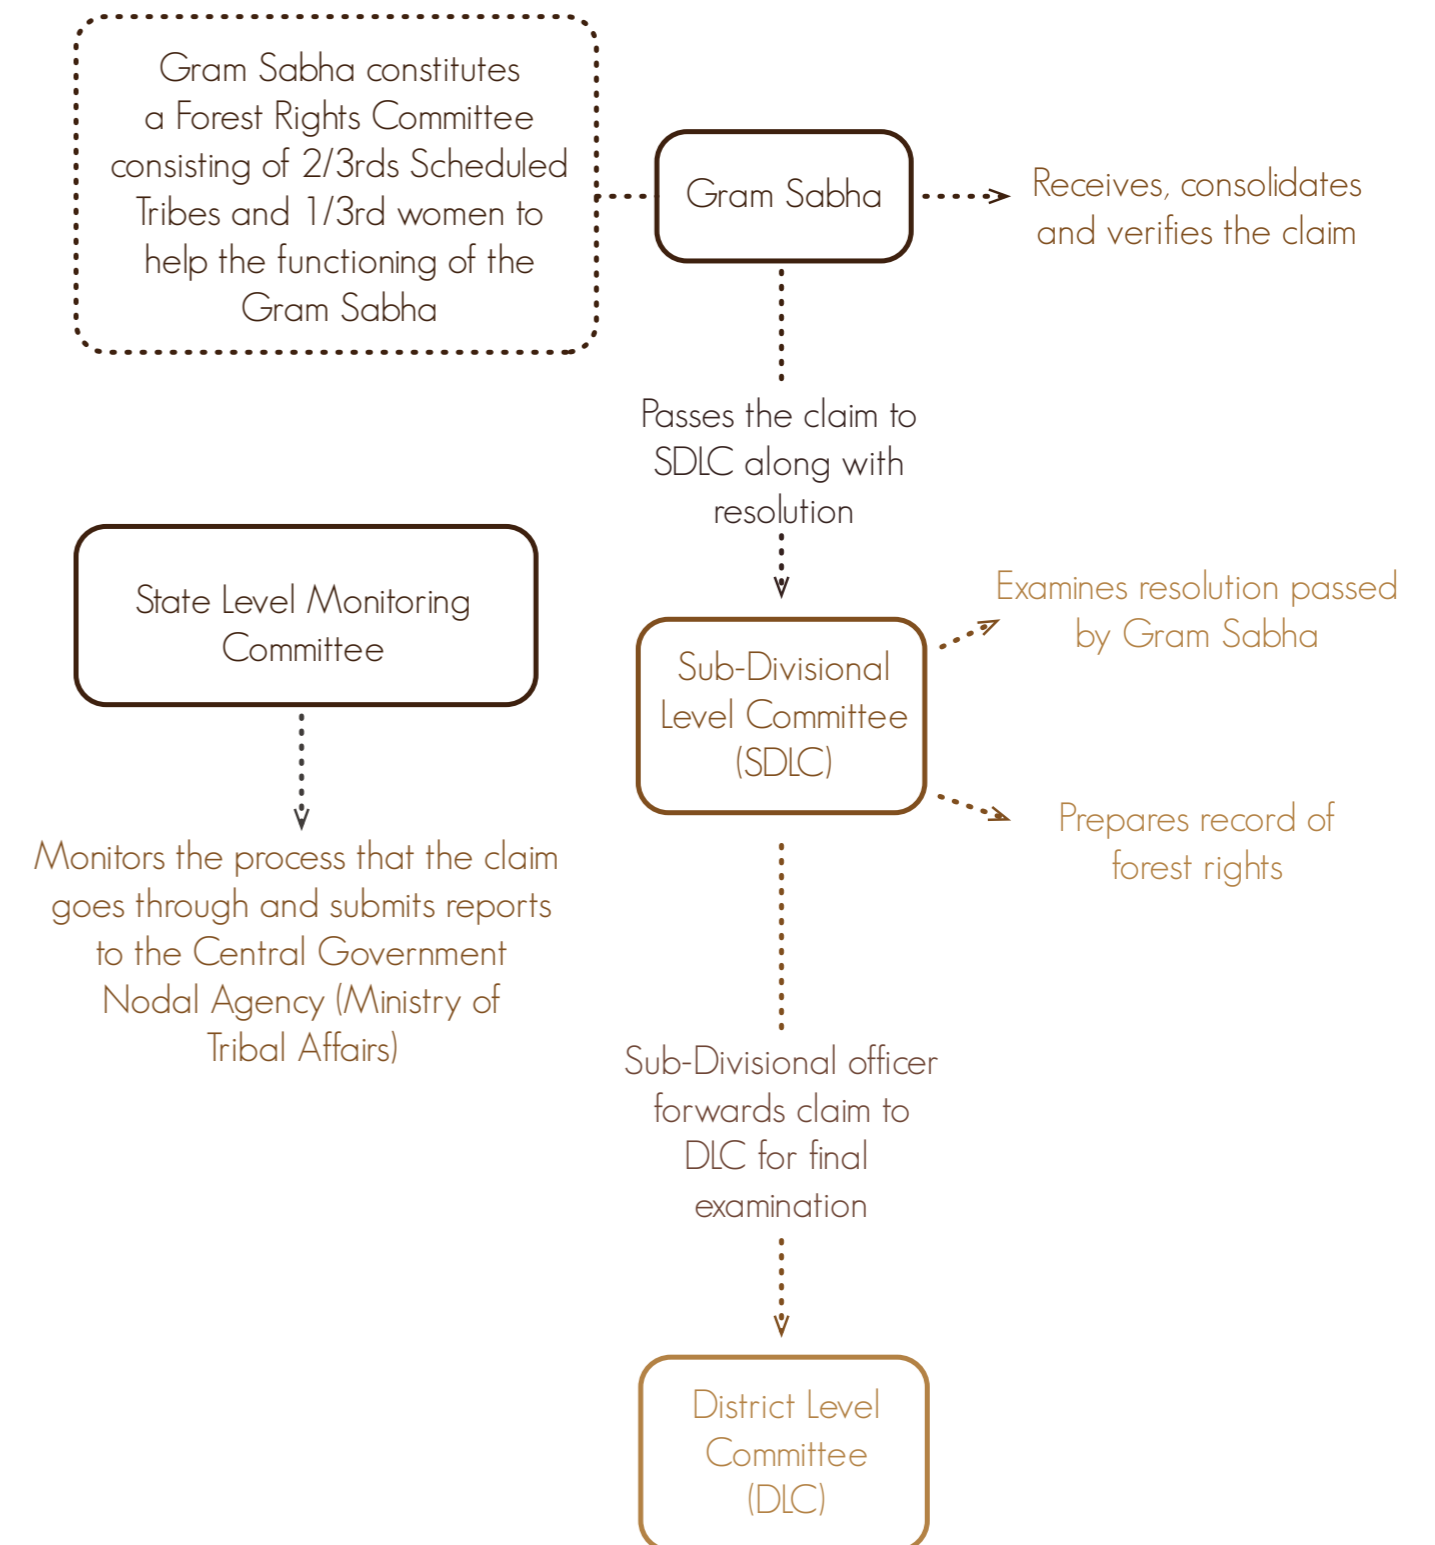 Gram Sabha constitutes
a Forest Rights Committee
consisting of 2/3rds Scheduled
Tribes and 1/3rd women to
help the functioning of the
Gram Sabha
Gram Sabha
Receives, consolidates
and verifies the claim
Passes the claim to
SDLC along with
resolution
State Level Monitoring
Committee
Monitors the process that the claim
goes through and submits reports
to the Central Government
Nodal Agency (Ministry of
Tribal Affairs)
Sub-Divisional
Level Committee
(SDLC)
Examines resolution passed
by Gram Sabha
Prepares record of
forest rights
Sub-Divisional officer
forwards claim to
DLC for final
examination
District Level
Committee
(DLC)